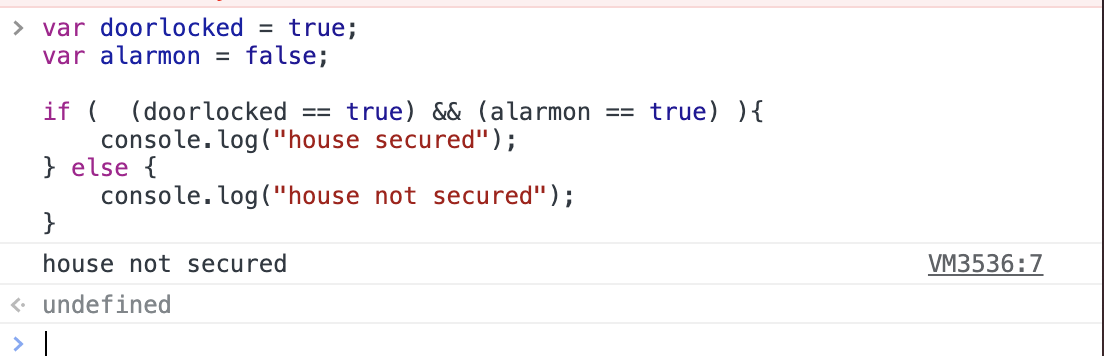 > var doorlocked = true;
var alarmon = false;
if (  (doorlocked == true) && (alarmon == true) ){
    console.log("house secured");
} else {
    console.log("house not secured");
}
house not secured VM3536:7
undefined
>